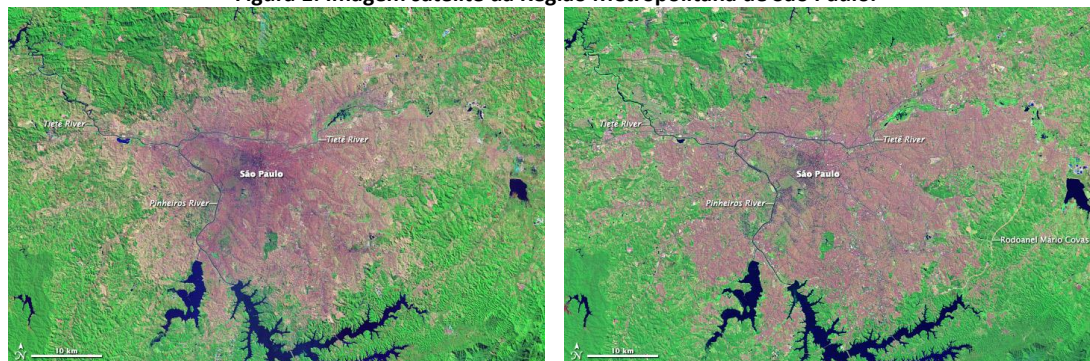 Figura Imagem satélite da Região Metropolitana de São Paulo.
Tietê River
Tietê River
São Paulo
Pinheiros River
N
10 km
Tietê River
Tietê River
São Paulo
Pinheiros River
Rodoanel Mário Covas
N
10 km